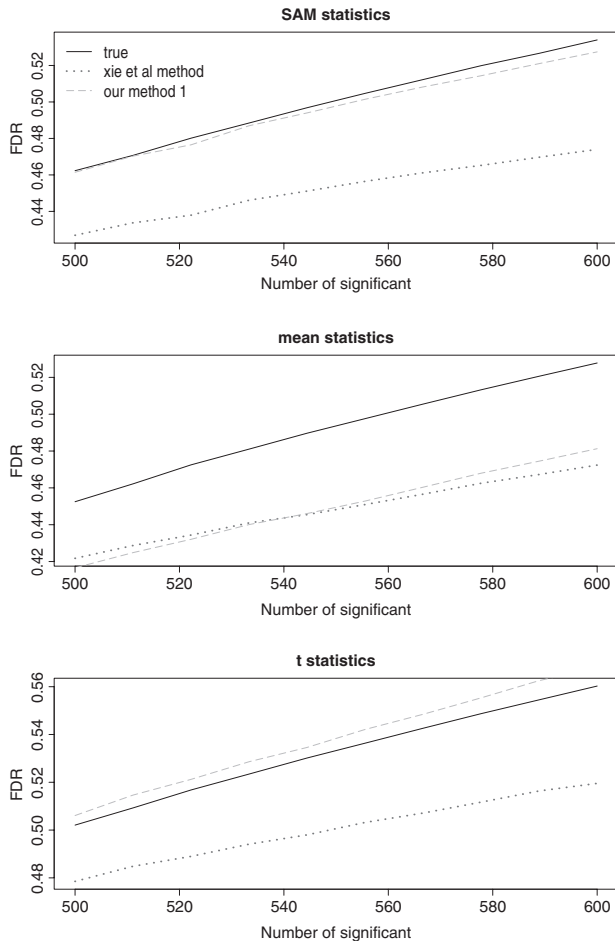 SAM statistics
true
xie et al method
our method 1
FDR
0.44 0.46 0.48 0.50 0.52
500 520 540 560 580 600
Number of significant
mean statistics
FDR
0.42 0.44 0.46 0.48 0.50 0.52
500 520 540 560 580 600
Number of significant
t statistics
FDR
0.48 0.50 0.52 0.54 0.56
500 520 540 560 580 600
Number of significant